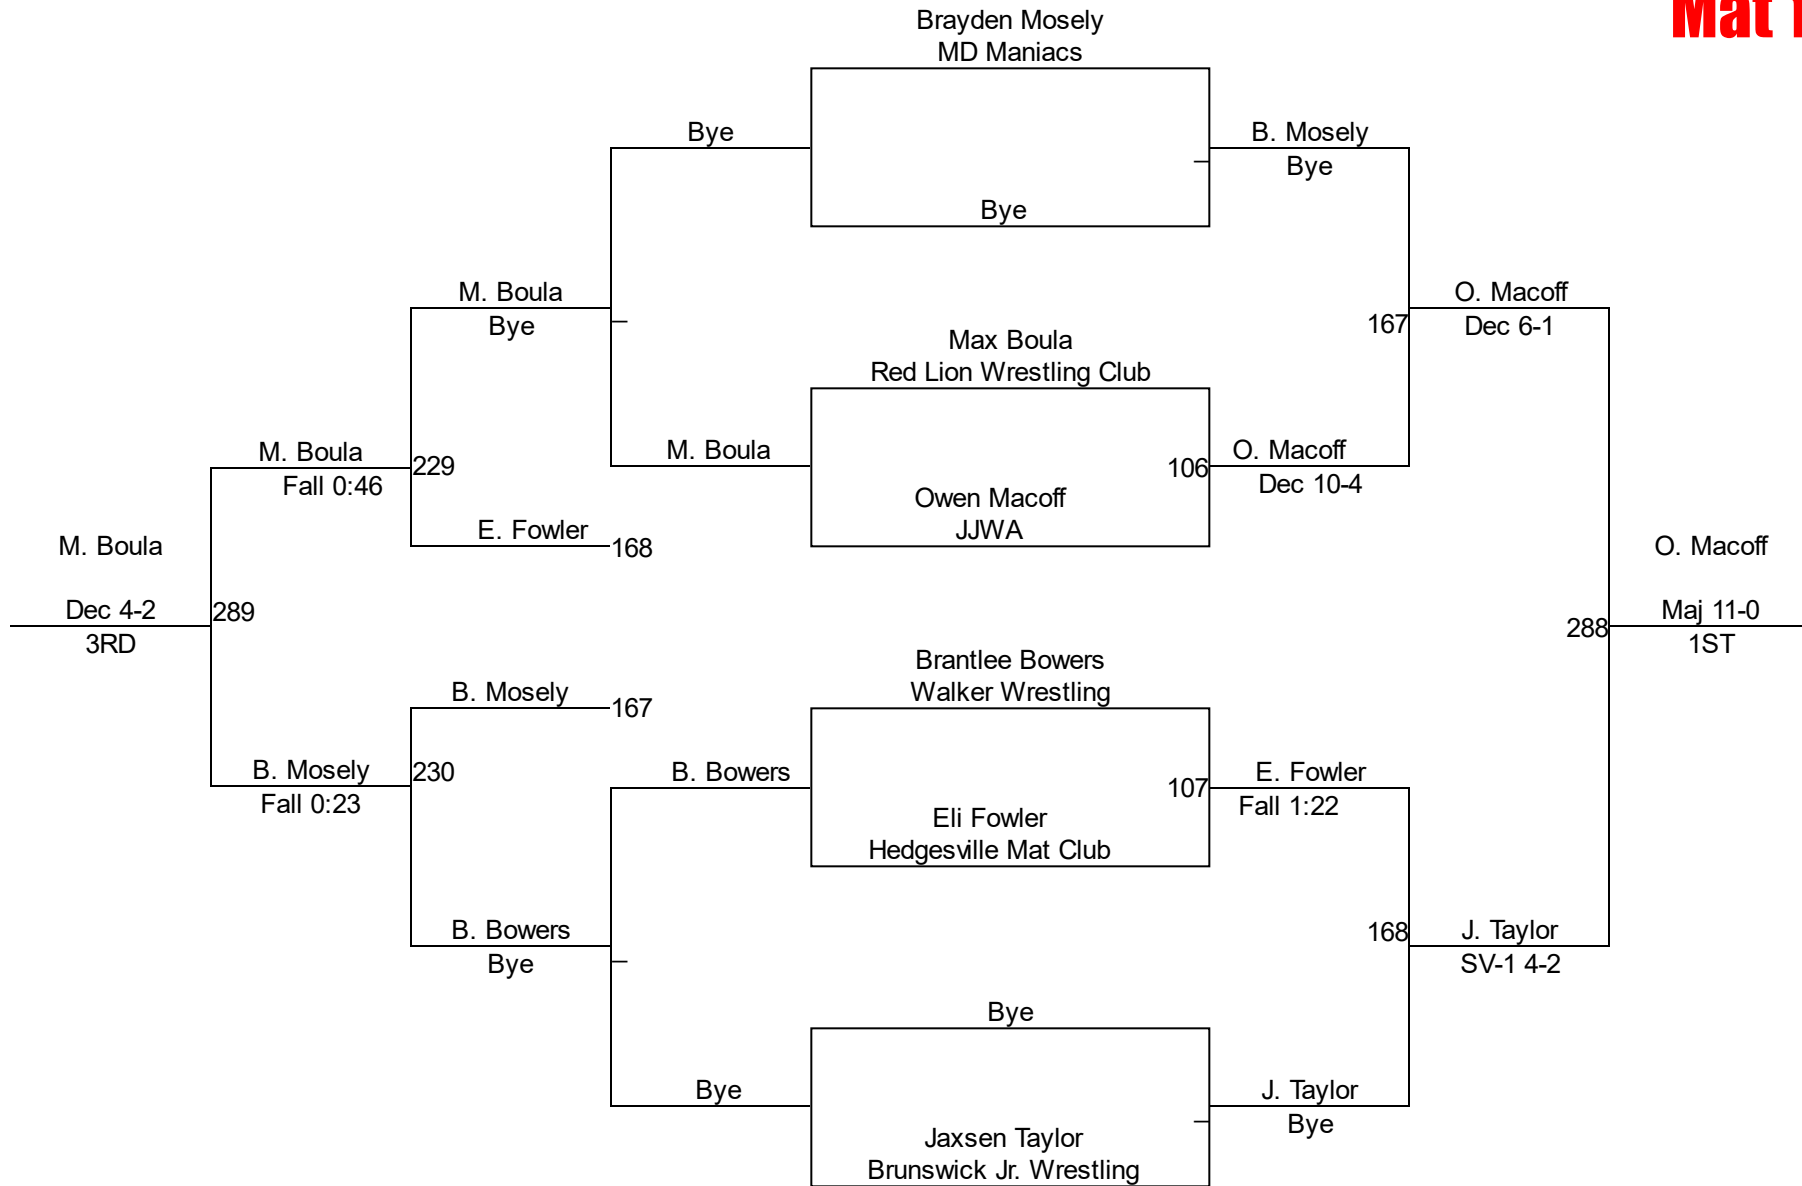 Mat 1
Brayden Mosely
MD Maniacs
Bye
B. Mosely
Bye
Bye
M. Boula
Bye
O. Macoff
Dec 6-1
167
Max Boula
Red Lion Wrestling Club
M. Boula
Fall 0:46
229
M. Boula
106
O. Macoff
Dec 10-4
Owen Macoff
JJWA
E. Fowler
168
M. Boula
Dec 4-2
3RD
289
O. Macoff
Maj 11-0
1ST
288
Brantlee Bowers
Walker Wrestling
B. Mosely
167
B. Mosely
Fall 0:23
230
B. Bowers
107
E. Fowler
Fall 1:22
Eli Fowler
Hedgesville Mat Club
B. Bowers
Bye
168
J. Taylor
SV-1 4-2
Bye
Bye
J. Taylor
Bye
Jaxsen Taylor
Brunswick Jr. Wrestling